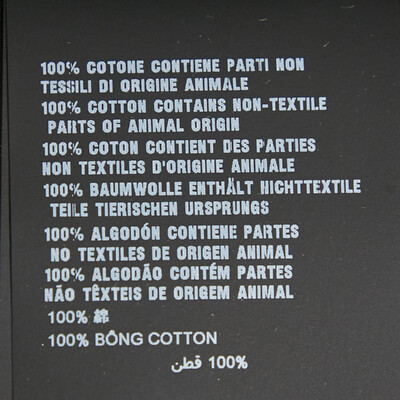 100% COTONE CONTIENE PARTI NON
TESSILI DI ORIGINE ANIMALE
100% COTTON CONTAINS NON-TEXTILE
PARTS OF ANIMAL ORIGIN
100% COTON CONTIENT DES PARTIES
NON TEXTILES D'ORIGINE ANIMALE
100% BAUMWOLLE ENTHÄLT HICHTTEXTILE
TEILE TIERISCHEN URSPRUNGS
100% ALGODÓN CONTIENE PARTES
NO TEXTILES DE ORIGEN ANIMAL
100% ALGODÃO CONTÉM PARTES
NÃO TÊXTEIS DE ORIGEM ANIMAL
100% 綿
100% BÔNG COTTON
100% قطن